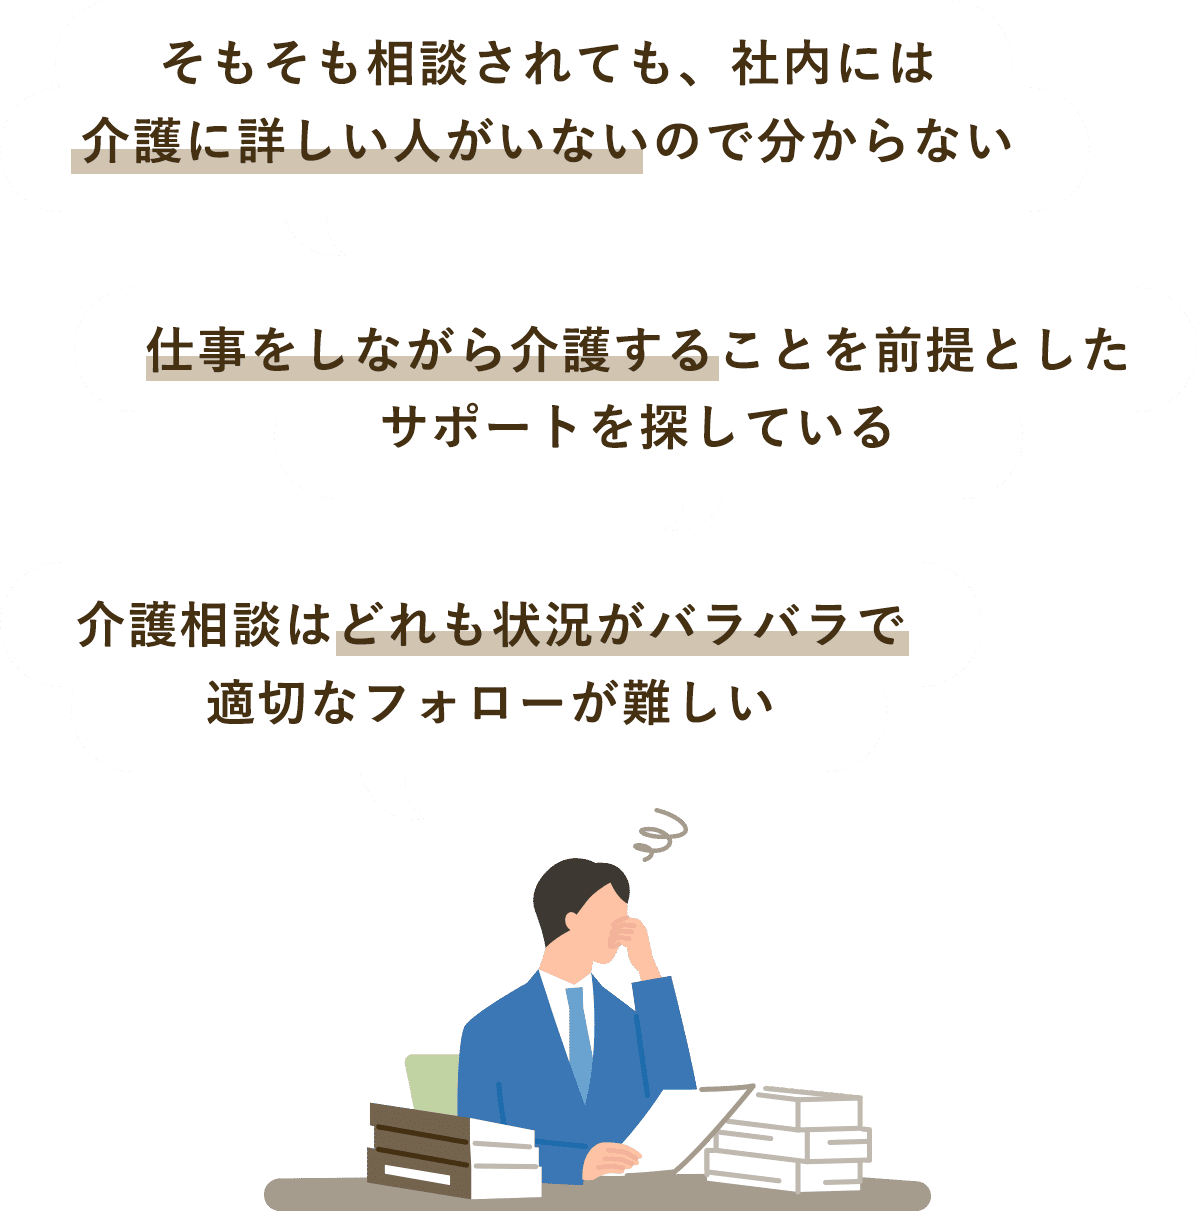 そもそも相談されても、社内には
介護に詳しい人がいないので分からない
仕事をしながら介護することを前提とした
サポートを探している
介護相談はどれも状況がバラバラで
適切なフォローが難しい